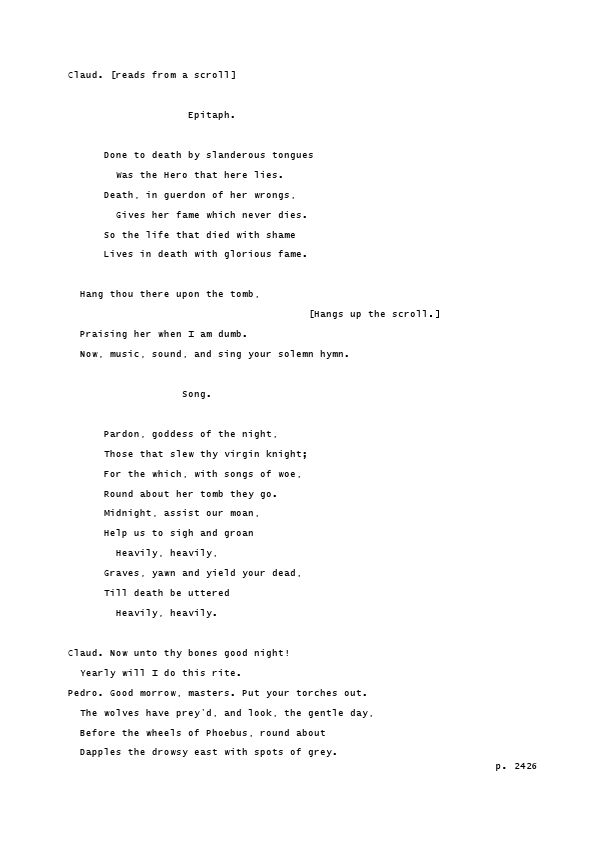 Claud. [reads from a scroll]
Epitaph.
Done to death by slanderous tongues
Was the Hero that here lies.
Death, in guerdon of her wrongs,
Gives her fame which never dies.
So the life that died with shame
Lives in death with glorious fame.
Hang thou there upon the tomb,
[Hangs up the scroll.]
Praising her when I am dumb.
Now, music, sound, and sing your solemn hymn.
Song.
Pardon, goddess of the night,
Those that slew thy virgin knight;
For the which, with songs of woe,
Round about her tomb they go.
Midnight, assist our moan,
Help us to sigh and groan
Heavily, heavily,
Graves, yawn and yield your dead,
Till death be uttered
Heavily, heavily.
Claud. Now unto thy bones good night!
Yearly will I do this rite.
Pedro. Good morrow, masters. Put your torches out.
The wolves have prey'd, and look, the gentle day,
Before the wheels of Phoebus, round about
Dapples the drowsy east with spots of grey.
p. 2426